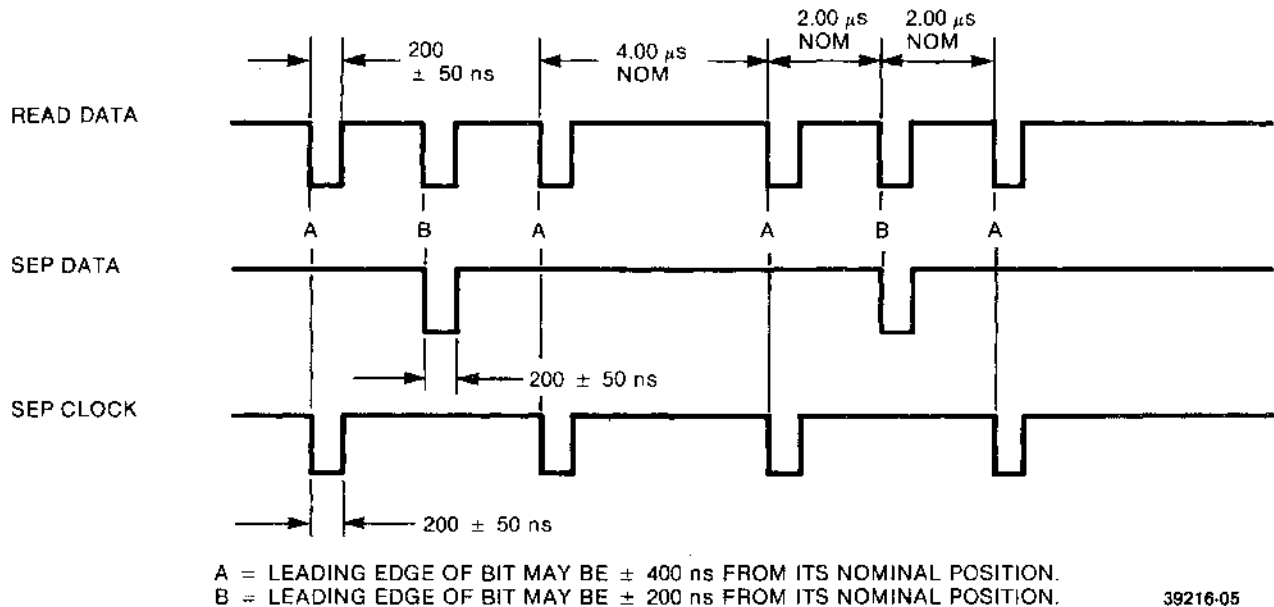 200
± 50 ns
4.00 μs
NOM
2.00 μs
NOM
2.00 μs
NOM
READ DATA
A B A A B A
SEP DATA
200 ± 50 ns
SEP CLOCK
200 ± 50 ns
A = LEADING EDGE OF BIT MAY BE ± 400 ns FROM ITS NOMINAL POSITION.
B = LEADING EDGE OF BIT MAY BE ± 200 ns FROM ITS NOMINAL POSITION.
39216-05